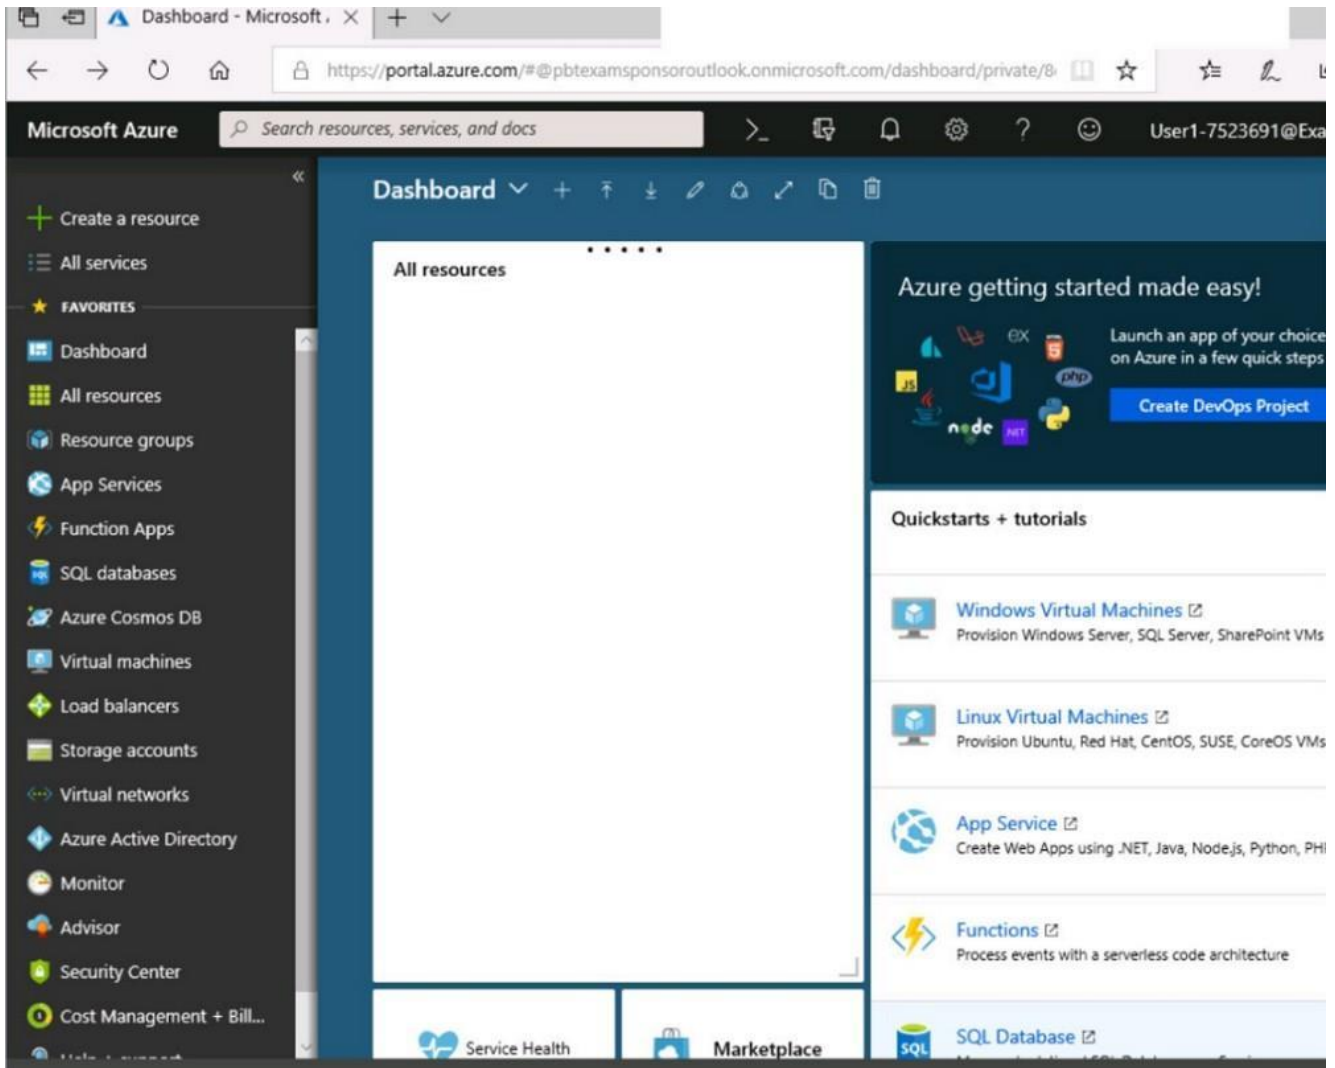 Dashboard - Microsoft
https://portal.azure.com/#@pbtexamsponsoroutlook.onmicrosoft.com/dashboard/private/8
Microsoft Azure
Search resources, services, and docs
User1-7523691@Exa
Create a resource
All services
FAVORITES
Dashboard
All resources
Resource groups
App Services
Function Apps
SQL databases
Azure Cosmos DB
Virtual machines
Load balancers
Storage accounts
Virtual networks
Azure Active Directory
Monitor
Advisor
Security Center
Cost Management + Bill...
Dashboard
All resources
Service Health
Marketplace
Azure getting started made easy!
JS
ex
5
php
node
.NET
Launch an app of your choice
on Azure in a few quick steps
Create DevOps Project
Quickstarts + tutorials
Windows Virtual Machines
Provision Windows Server, SQL Server, SharePoint VMs
Linux Virtual Machines
Provision Ubuntu, Red Hat, CentOS, SUSE, CoreOS VMs
App Service
Create Web Apps using .NET, Java, Node.js, Python, PH
Functions
Process events with a serverless code architecture
SQL
SQL Database